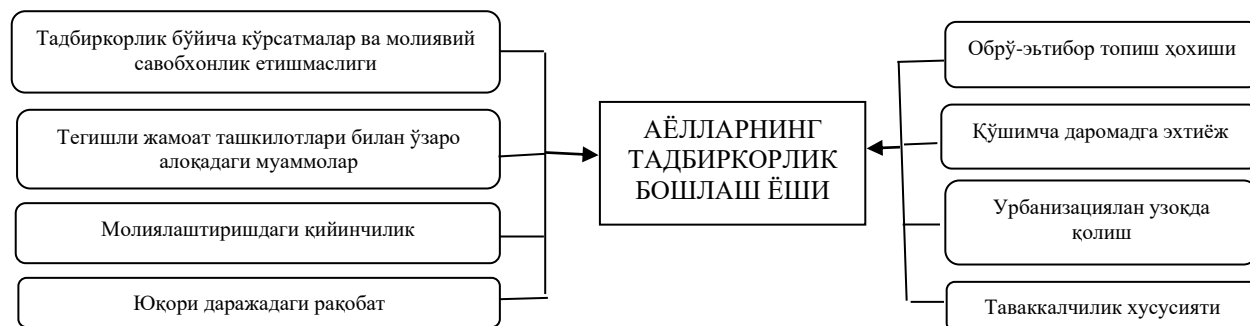 Тадбиркорлик бўйича кўрсатмалар ва молиявий
савобхонлик етишмаслиги
Тегишли жамоат ташкилотлари билан ўзаро
алоқадаги муаммолар
Молиялаштиришдаги қийинчилик
Юқори даражадаги рақобат
АЁЛЛАРНИНГ
ТАДБИРКОРЛИК
БОШЛАШ ЁШИ
Обрў-эьтибор топиш ҳохиши
Қўшимча даромадга эхтиёж
Урбанизациялан узоқда
қолиш
Таваккалчилик хусусияти